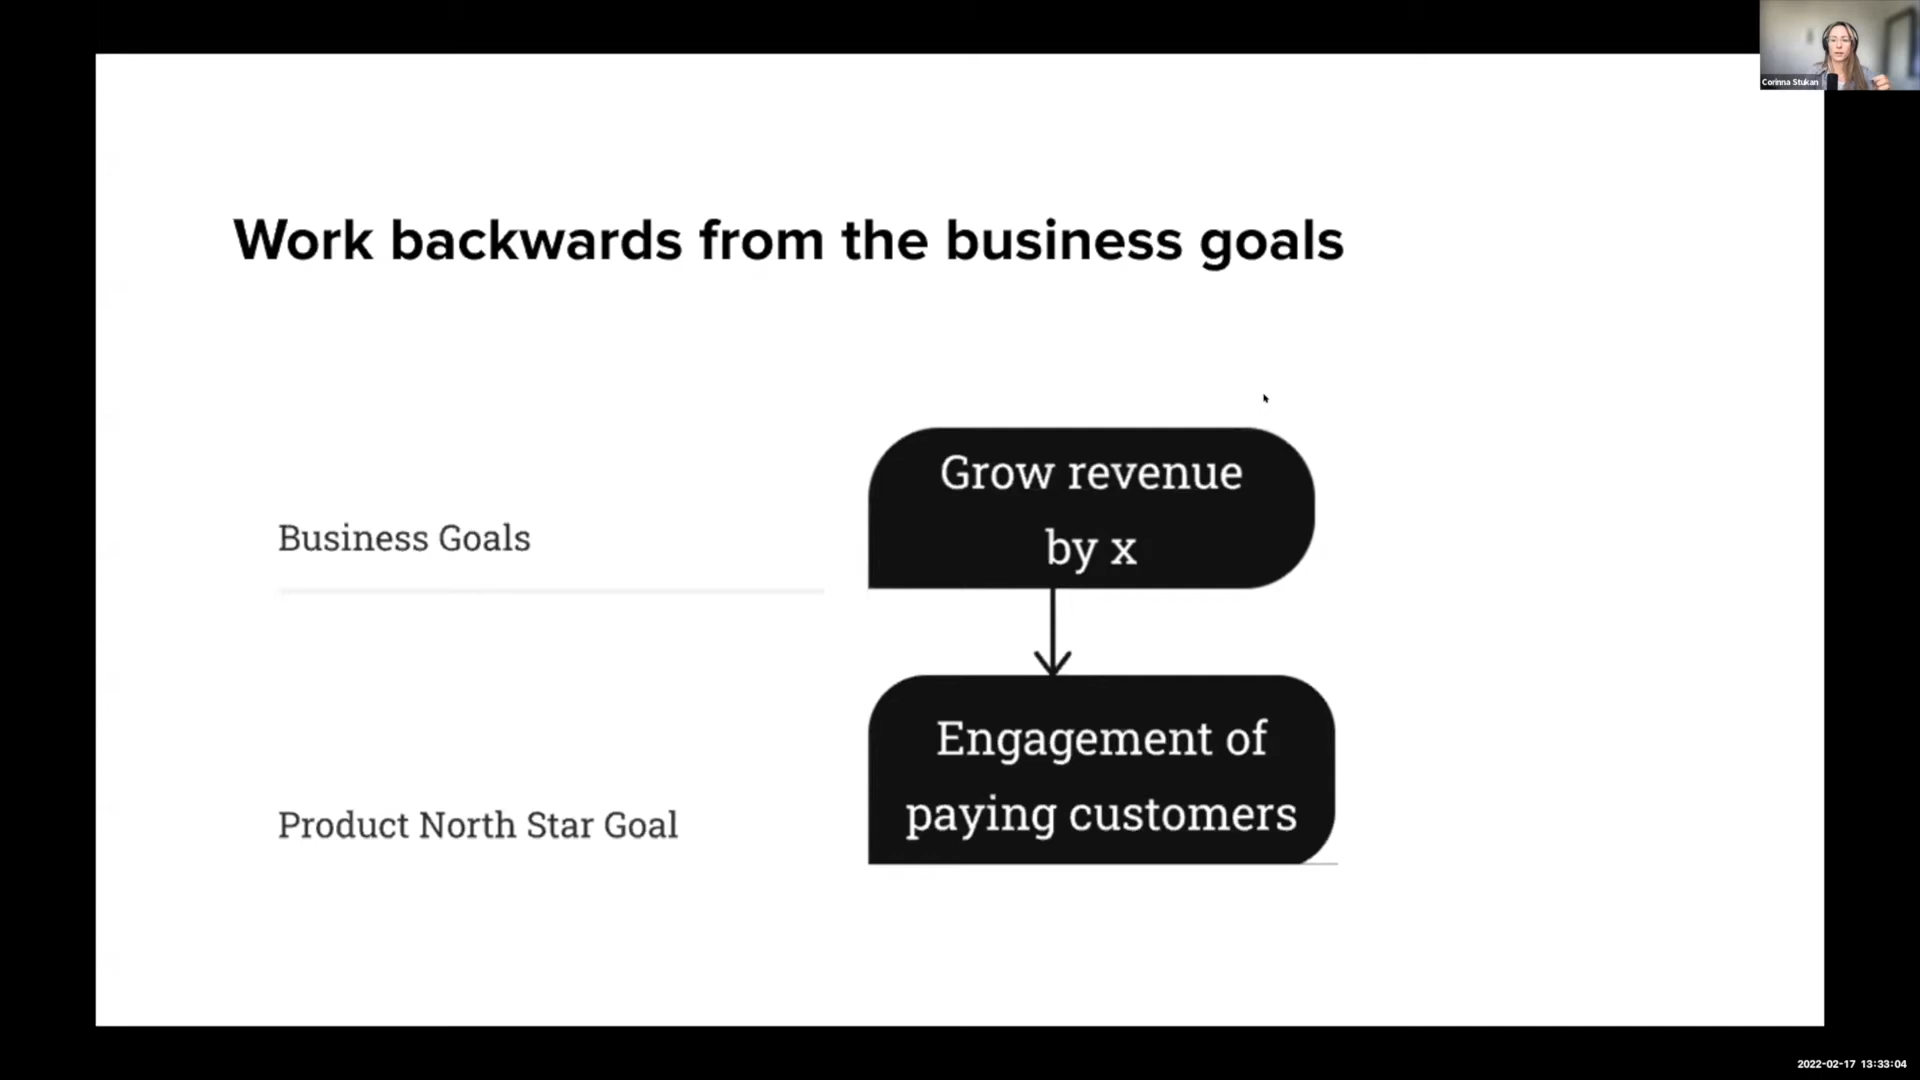 Corinna Stukan
Work backwards from the business goals
Grow revenue
by x
Business Goals
Engagement of
paying customers
Product North Star Goal
2022-02-17 13:33:04